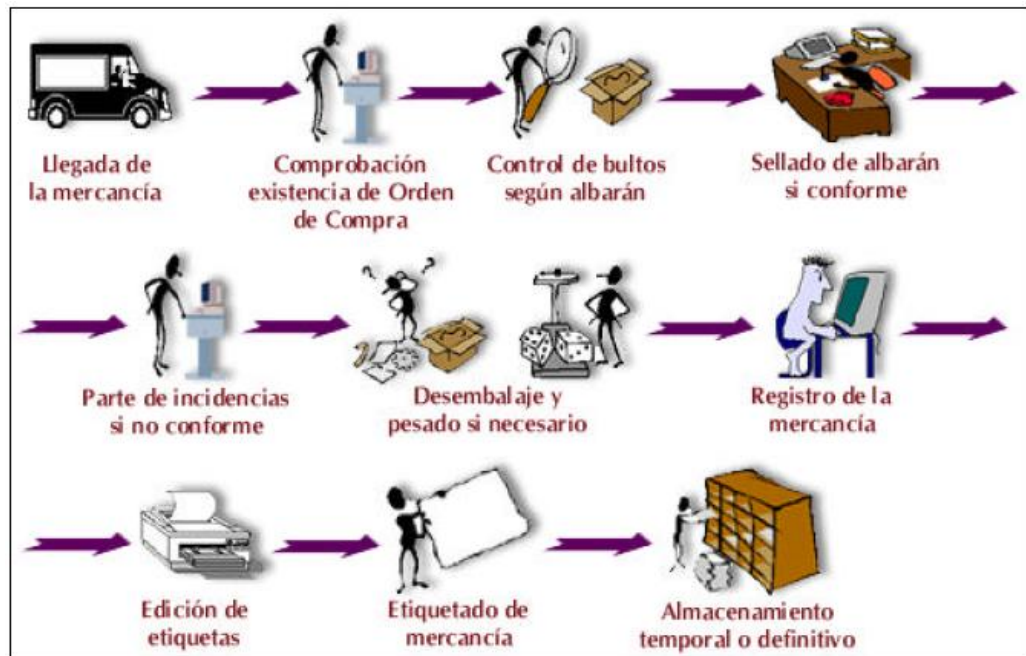 Llegada de
la mercancía
Comprobación
existencia de Orden
de Compra
Control de bultos
según albarán
Sellado de albarán
si conforme
Parte de incidencias
si no conforme
Desembalaje y
pesado si necesario
Registro de la
mercancía
Edición de
etiquetas
Etiquetado de
mercancía
Almacenamiento
temporal o definitivo